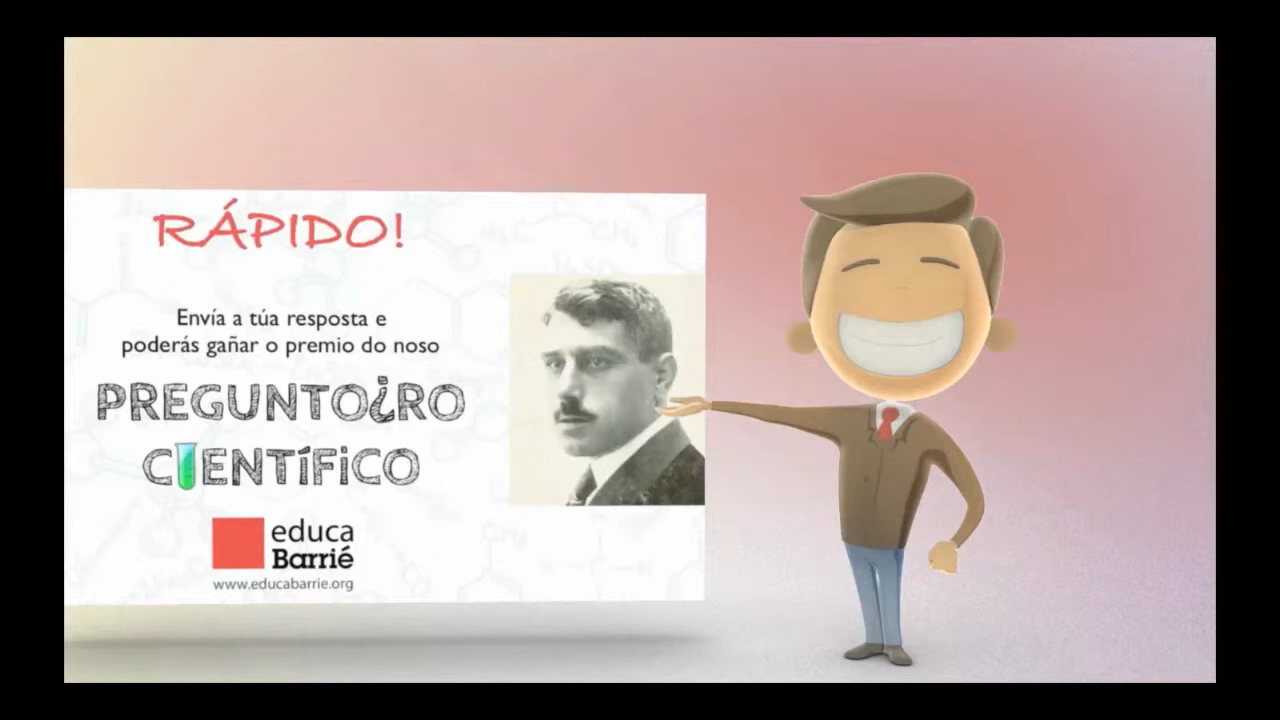 RÁPIDO!
Envía a túa resposta e
poderás gañar o premio do noso
PREGUNTO¿RO
CIENTÍFiCO
educa
Barrié
www.educabarrie.org